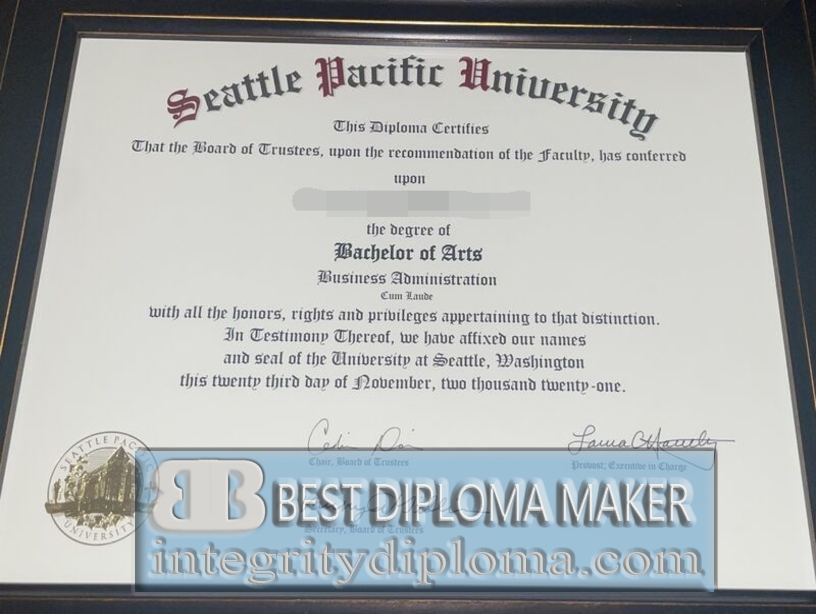 Seattle Pacific University
This Diploma Certifies
That the Board of Trustees, upon the recommendation of the Faculty, has conferred
upon
the degree of
Bachelor of Arts
Business Administration
Cum Laude
with all the honors, rights and privileges appertaining to that distinction.
In Testimony Thereof, we have affixed our names
and seal of the University at Seattle, Washington
this twenty third day of November, two thousand twenty-one.
Chair, Board of Trustees
Provost; Executive in Charge
SEATTLE PACIFIC
UNIVERSITY
BEST DIPLOMA MAKER
Secretary, Board of Trustees
integritydiploma.com